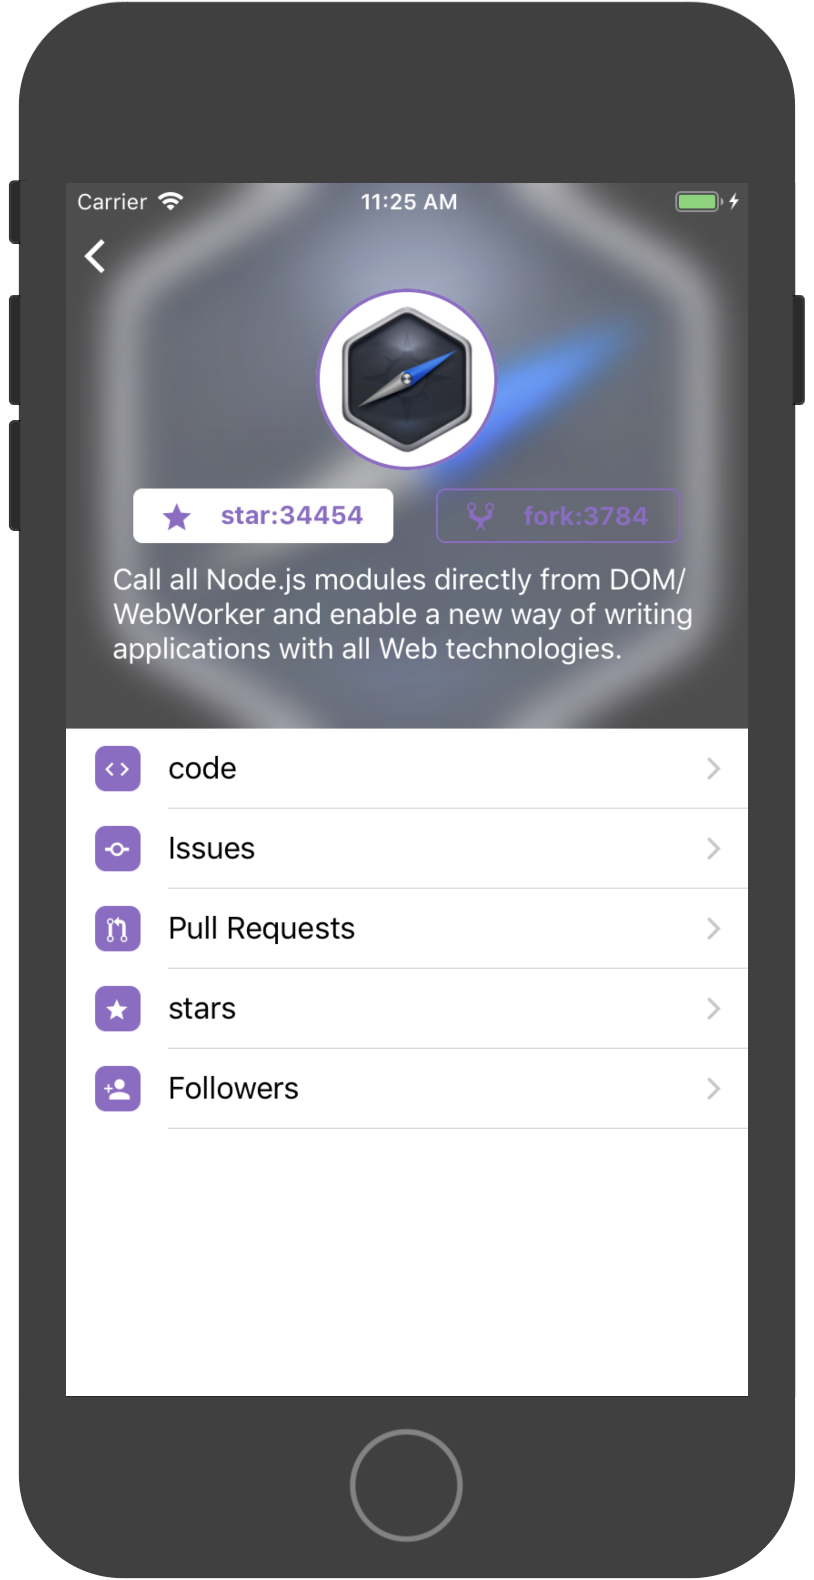 Carrier 11:25 AM
star:34454 fork:3784
Call all Node.js modules directly from DOM/
WebWorker and enable a new way of writing
applications with all Web technologies.
code
Issues
Pull Requests
stars
Followers